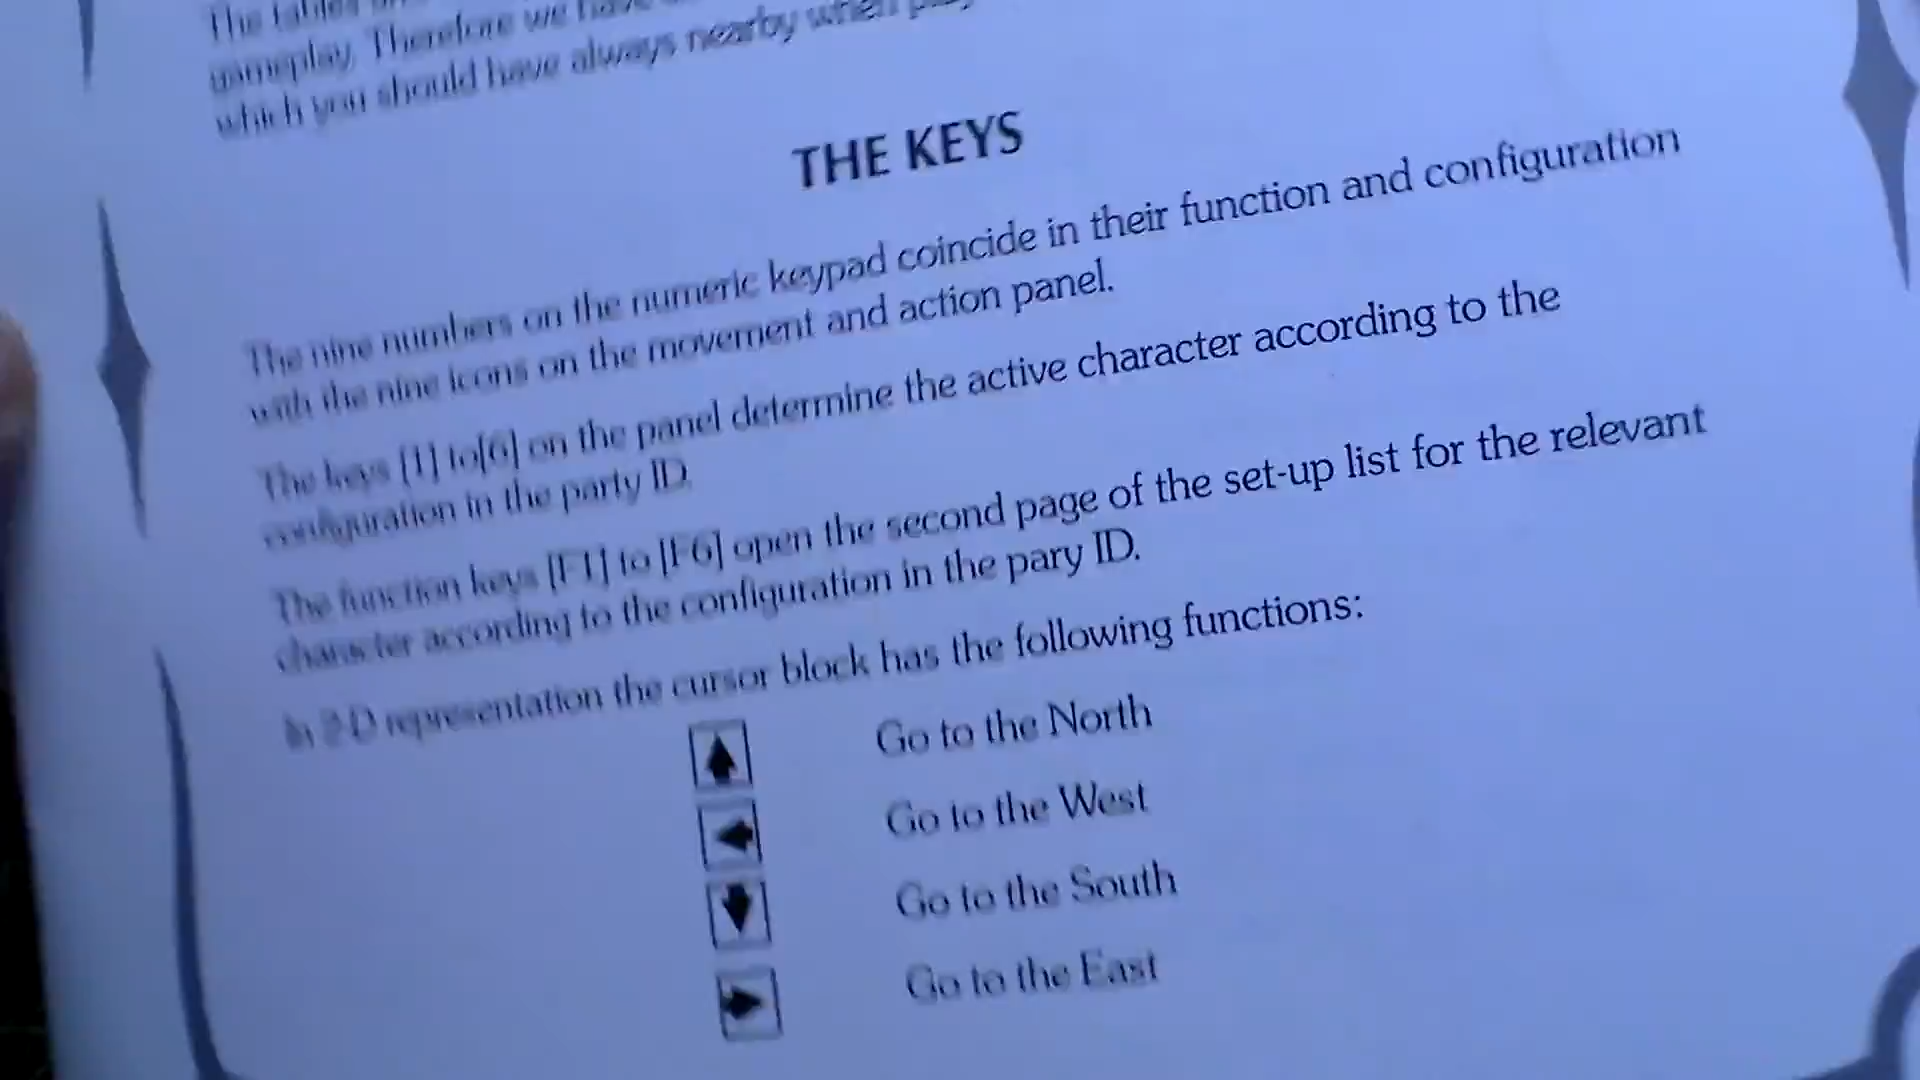 The tables
gameplay. Therefore we have
which you should have always nearby when play
THE KEYS
The nine numbers on the numeric keypad coincide in their function and configuration
with the nine icons on the movement and action panel.
The keys [1] to[6] on the panel determine the active character according to the
configuration in the party ID.
The function keys [F1] to [F6] open the second page of the set-up list for the relevant
character according to the configuration in the pary ID.
In 2-D representation the cursor block has the following functions:
Go to the North
Go to the West
Go to the South
Go to the East